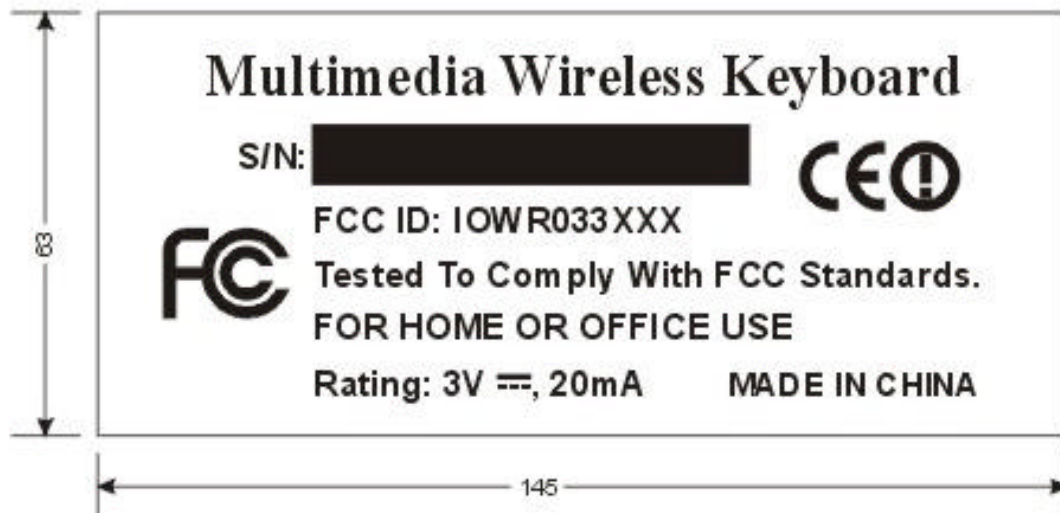 Multimedia Wireless Keyboard
S/N:
CE
FCC ID: IOWR033XXX
FC
Tested To Comply With FCC Standards.
FOR HOME OR OFFICE USE
Rating: 3V ⎓, 20mA MADE IN CHINA
63
145